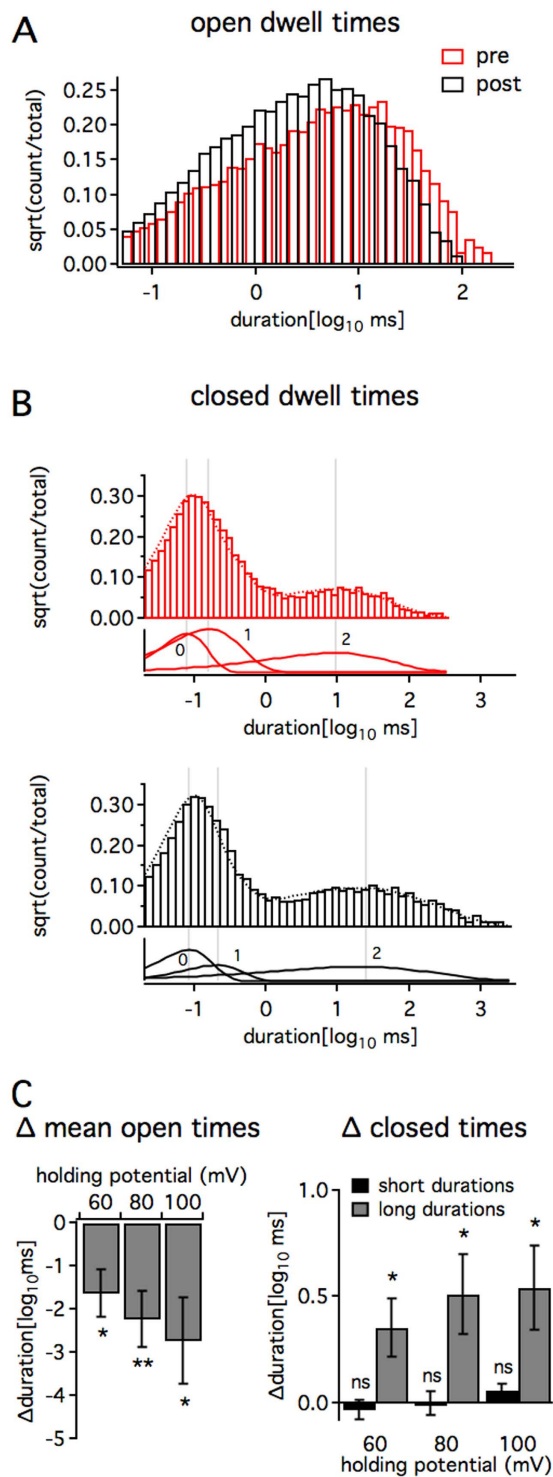 A
open dwell times
pre
post
sqrt(count/total)
0.25
0.20
0.15
0.10
0.05
0.00
-1 0 1 2
duration[log10 ms]
B
closed dwell times
sqrt(count/total)
0.30
0.20
0.10
0.00
0 1 2
-1 0 1 2 3
duration[log10 ms]
sqrt(count/total)
0.30
0.20
0.10
0.00
0 1 2
-1 0 1 2 3
duration[log10 ms]
C
Δ mean open times
holding potential (mV)
60 80 100
Δduration[log10ms]
0
-1
-2
-3
-4
-5
* ** *
Δ closed times
short durations
long durations
Δduration[log10 ms]
1.0
0.5
0.0
ns * ns * ns *
60 80 100
holding potential (mV)